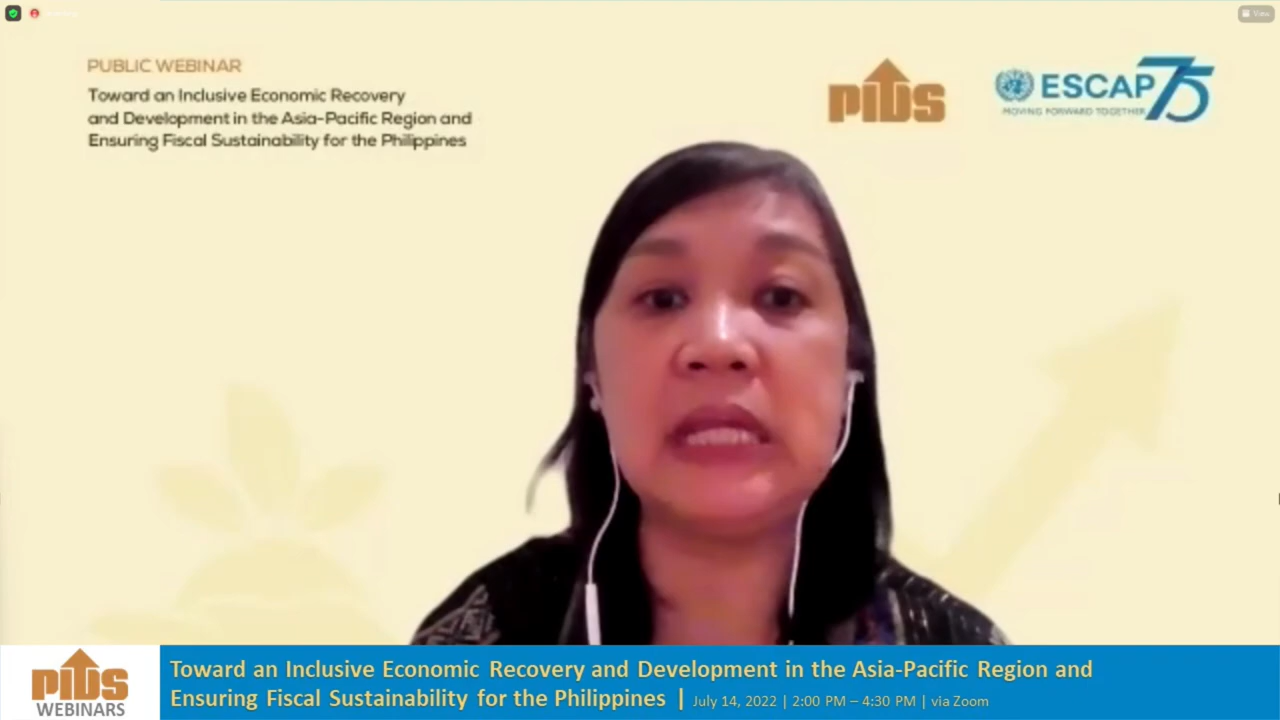 View
PUBLIC WEBINAR
Toward an Inclusive Economic Recovery
and Development in the Asia-Pacific Region and
Ensuring Fiscal Sustainability for the Philippines
pids
ESCAP 75
MOVING FORWARD TOGETHER
pids
WEBINARS
Toward an Inclusive Economic Recovery and Development in the Asia-Pacific Region and
Ensuring Fiscal Sustainability for the Philippines | July 14, 2022 | 2:00 PM – 4:30 PM | via Zoom